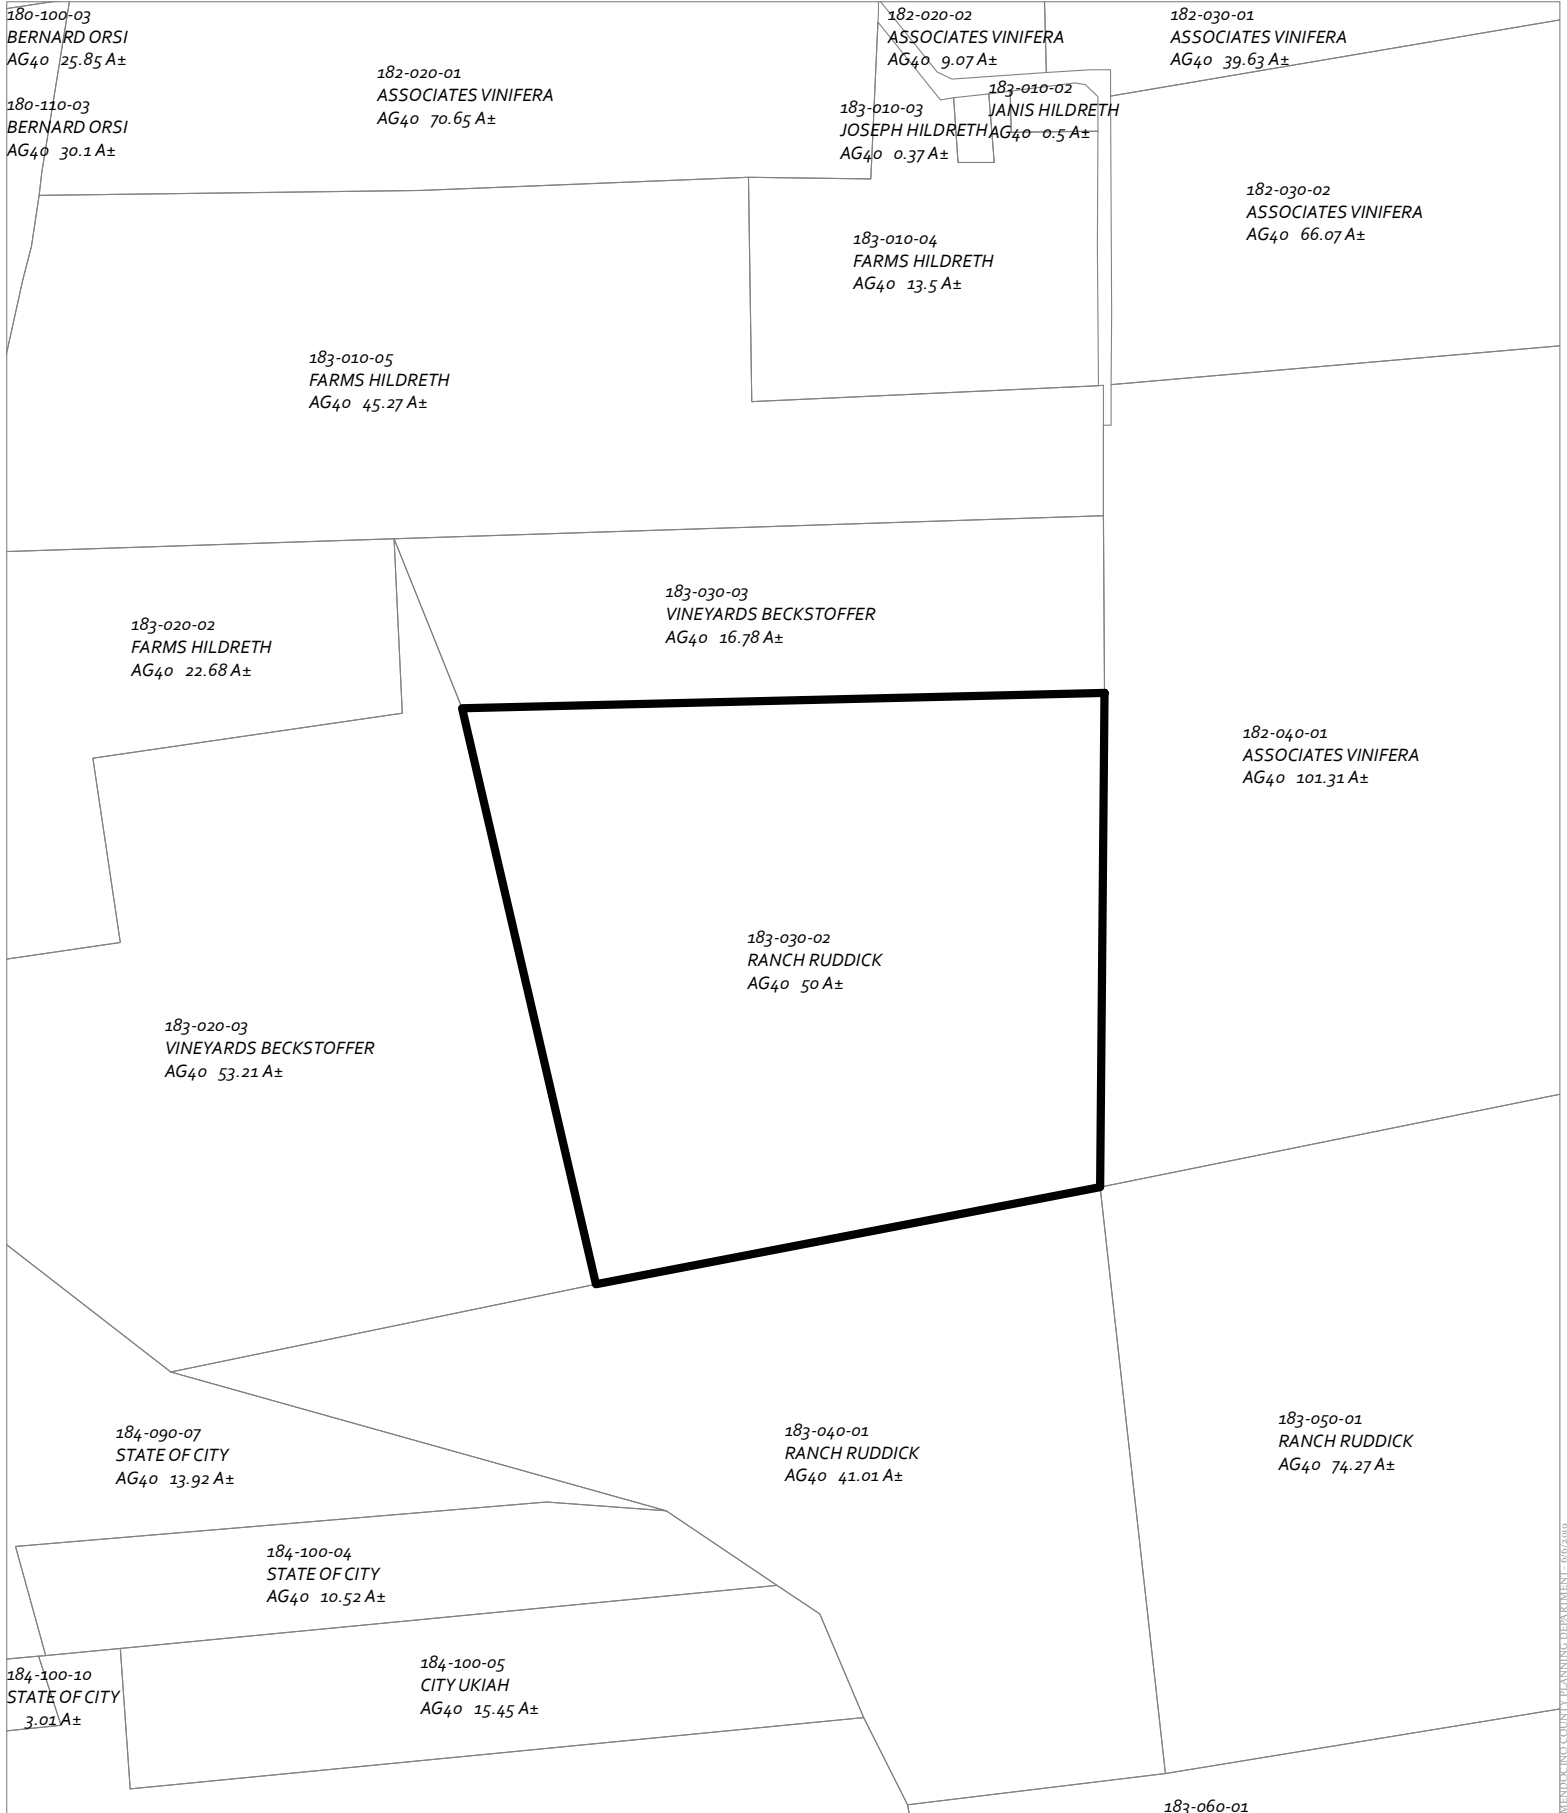 180-100-03
BERNARD ORSI
AG40 25.85 A±
180-110-03
BERNARD ORSI
AG40 30.1 A±
182-020-01
ASSOCIATES VINIFERA
AG40 70.65 A±
182-020-02
ASSOCIATES VINIFERA
AG40 9.07 A±
182-030-01
ASSOCIATES VINIFERA
AG40 39.63 A±
183-010-03
JOSEPH HILDRETH
AG40 0.37 A±
183-010-02
JANIS HILDRETH
AG40 0.5 A±
182-030-02
ASSOCIATES VINIFERA
AG40 66.07 A±
183-010-04
FARMS HILDRETH
AG40 13.5 A±
183-010-05
FARMS HILDRETH
AG40 45.27 A±
183-030-03
VINEYARDS BECKSTOFFER
AG40 16.78 A±
183-020-02
FARMS HILDRETH
AG40 22.68 A±
182-040-01
ASSOCIATES VINIFERA
AG40 101.31 A±
183-030-02
RANCH RUDDICK
AG40 50 A±
183-020-03
VINEYARDS BECKSTOFFER
AG40 53.21 A±
184-090-07
STATE OF CITY
AG40 13.92 A±
183-040-01
RANCH RUDDICK
AG40 41.01 A±
183-050-01
RANCH RUDDICK
AG40 74.27 A±
184-100-04
STATE OF CITY
AG40 10.52 A±
184-100-10
STATE OF CITY
3.01 A±
184-100-05
CITY UKIAH
AG40 15.45 A±
183-060-01
MENDOCINO COUNTY PLANNING DEPARTMENT - 6/6/2019